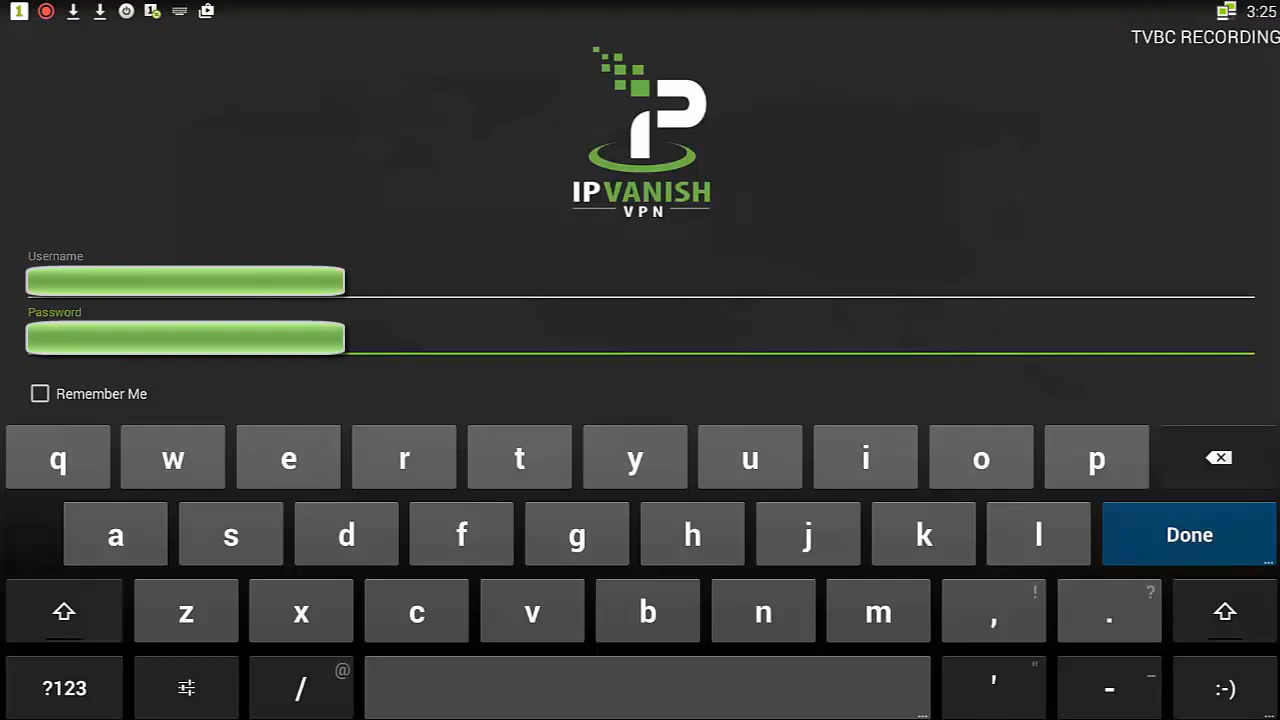 3:25
TVBC RECORDING
IPVANISH
VPN
Username
Password
Remember Me
q w e r t y u i o p
a s d f g h j k l Done
z x c v b n m , ! . ?
?123 / @ ' " - _ :-)